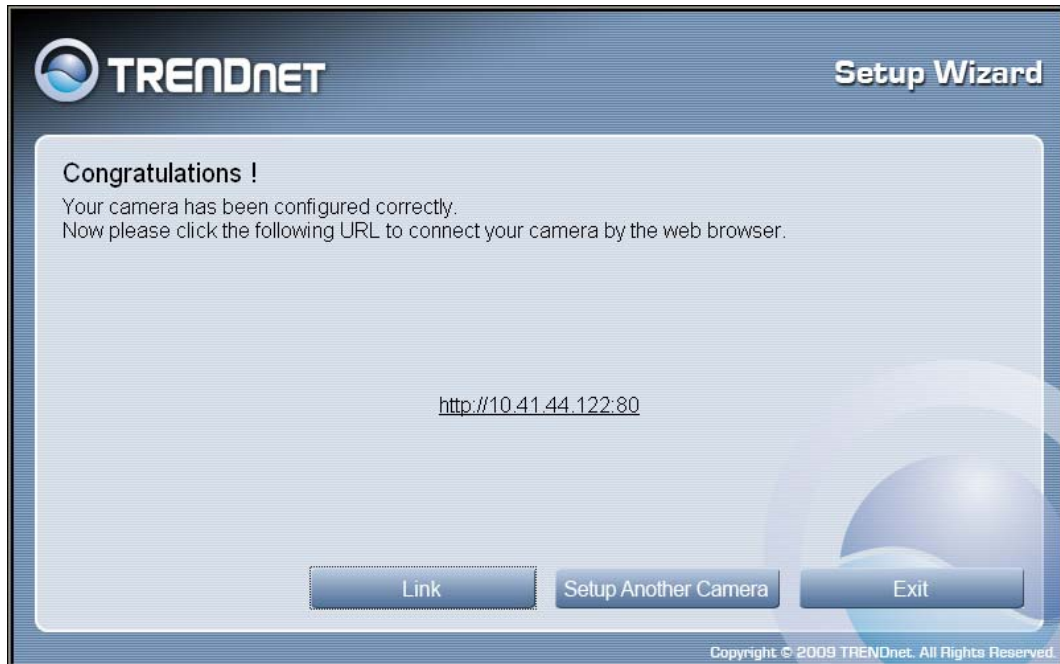 TRENDNET
Setup Wizard
Congratulations !
Your camera has been configured correctly.
Now please click the following URL to connect your camera by the web browser.
http://10.41.44.122:80
Link
Setup Another Camera
Exit
Copyright © 2009 TRENDnet. All Rights Reserved.